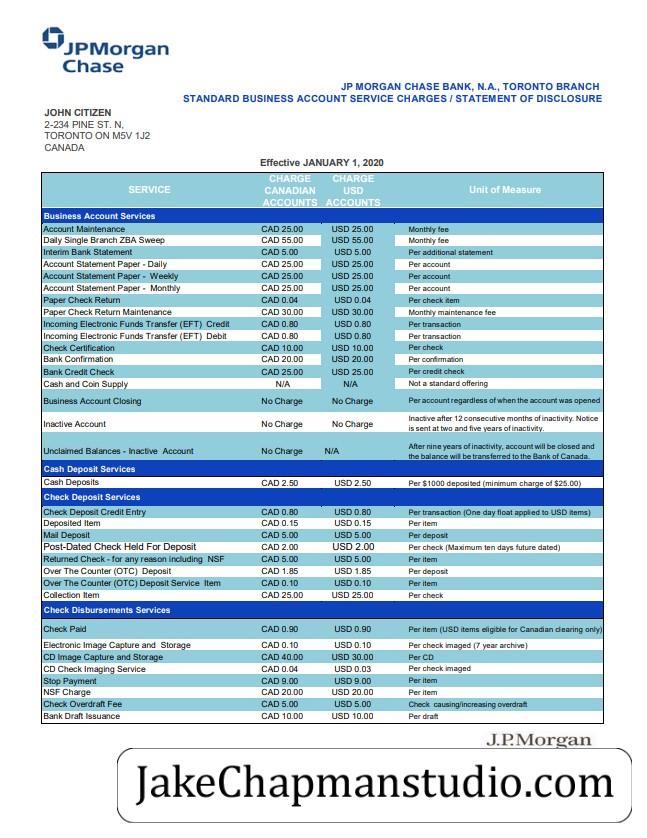 JPMorgan
Chase
JP MORGAN CHASE BANK, N.A., TORONTO BRANCH
STANDARD BUSINESS ACCOUNT SERVICE CHARGES / STATEMENT OF DISCLOSURE
JOHN CITIZEN
2-234 PINE ST. N,
TORONTO ON M5V 1J2
CANADA
Effective JANUARY 1, 2020
SERVICE CHARGE CANADIAN ACCOUNTS CHARGE USD ACCOUNTS Unit of Measure
Business Account Services
Account Maintenance CAD 25.00 USD 25.00 Monthly fee
Daily Single Branch ZBA Sweep CAD 55.00 USD 55.00 Monthly fee
Interim Bank Statement CAD 5.00 USD 5.00 Per additional statement
Account Statement Paper - Daily CAD 25.00 USD 25.00 Per account
Account Statement Paper - Weekly CAD 25.00 USD 25.00 Per account
Account Statement Paper - Monthly CAD 25.00 USD 25.00 Per account
Paper Check Return CAD 0.04 USD 0.04 Per check item
Paper Check Return Maintenance CAD 30.00 USD 30.00 Monthly maintenance fee
Incoming Electronic Funds Transfer (EFT) Credit CAD 0.80 USD 0.80 Per transaction
Incoming Electronic Funds Transfer (EFT) Debit CAD 0.80 USD 0.80 Per transaction
Check Certification CAD 10.00 USD 10.00 Per check
Bank Confirmation CAD 20.00 USD 20.00 Per confirmation
Bank Credit Check CAD 25.00 USD 25.00 Per credit check
Cash and Coin Supply N/A N/A Not a standard offering
Business Account Closing No Charge No Charge Per account regardless of when the account was opened
Inactive Account No Charge No Charge Inactive after 12 consecutive months of inactivity. Notice
is sent at two and five years of inactivity.
Unclaimed Balances - Inactive Account No Charge N/A After nine years of inactivity, account will be closed and
the balance will be transferred to the Bank of Canada.
Cash Deposit Services
Cash Deposits CAD 2.50 USD 2.50 Per $1000 deposited (minimum charge of $25.00)
Check Deposit Services
Check Deposit Credit Entry CAD 0.80 USD 0.80 Per transaction (One day float applied to USD items)
Deposited Item CAD 0.15 USD 0.15 Per item
Mail Deposit CAD 5.00 USD 5.00 Per deposit
Post-Dated Check Held For Deposit CAD 2.00 USD 2.00 Per check (Maximum ten days future dated)
Returned Check - for any reason including NSF CAD 5.00 USD 5.00 Per item
Over The Counter (OTC) Deposit CAD 1.85 USD 1.85 Per deposit
Over The Counter (OTC) Deposit Service Item CAD 0.10 USD 0.10 Per item
Collection Item CAD 25.00 USD 25.00 Per check
Check Disbursements Services
Check Paid CAD 0.90 USD 0.90 Per item (USD items eligible for Canadian clearing only)
Electronic Image Capture and Storage CAD 0.10 USD 0.10 Per check imaged (7 year archive)
CD Image Capture and Storage CAD 40.00 USD 30.00 Per CD
CD Check Imaging Service CAD 0.04 USD 0.03 Per check imaged
Stop Payment CAD 9.00 USD 9.00 Per item
NSF Charge CAD 20.00 USD 20.00 Per item
Check Overdraft Fee CAD 5.00 USD 5.00 Check causing/increasing overdraft
Bank Draft Issuance CAD 10.00 USD 10.00 Per draft
J.P.Morgan
JakeChapmanstudio.com